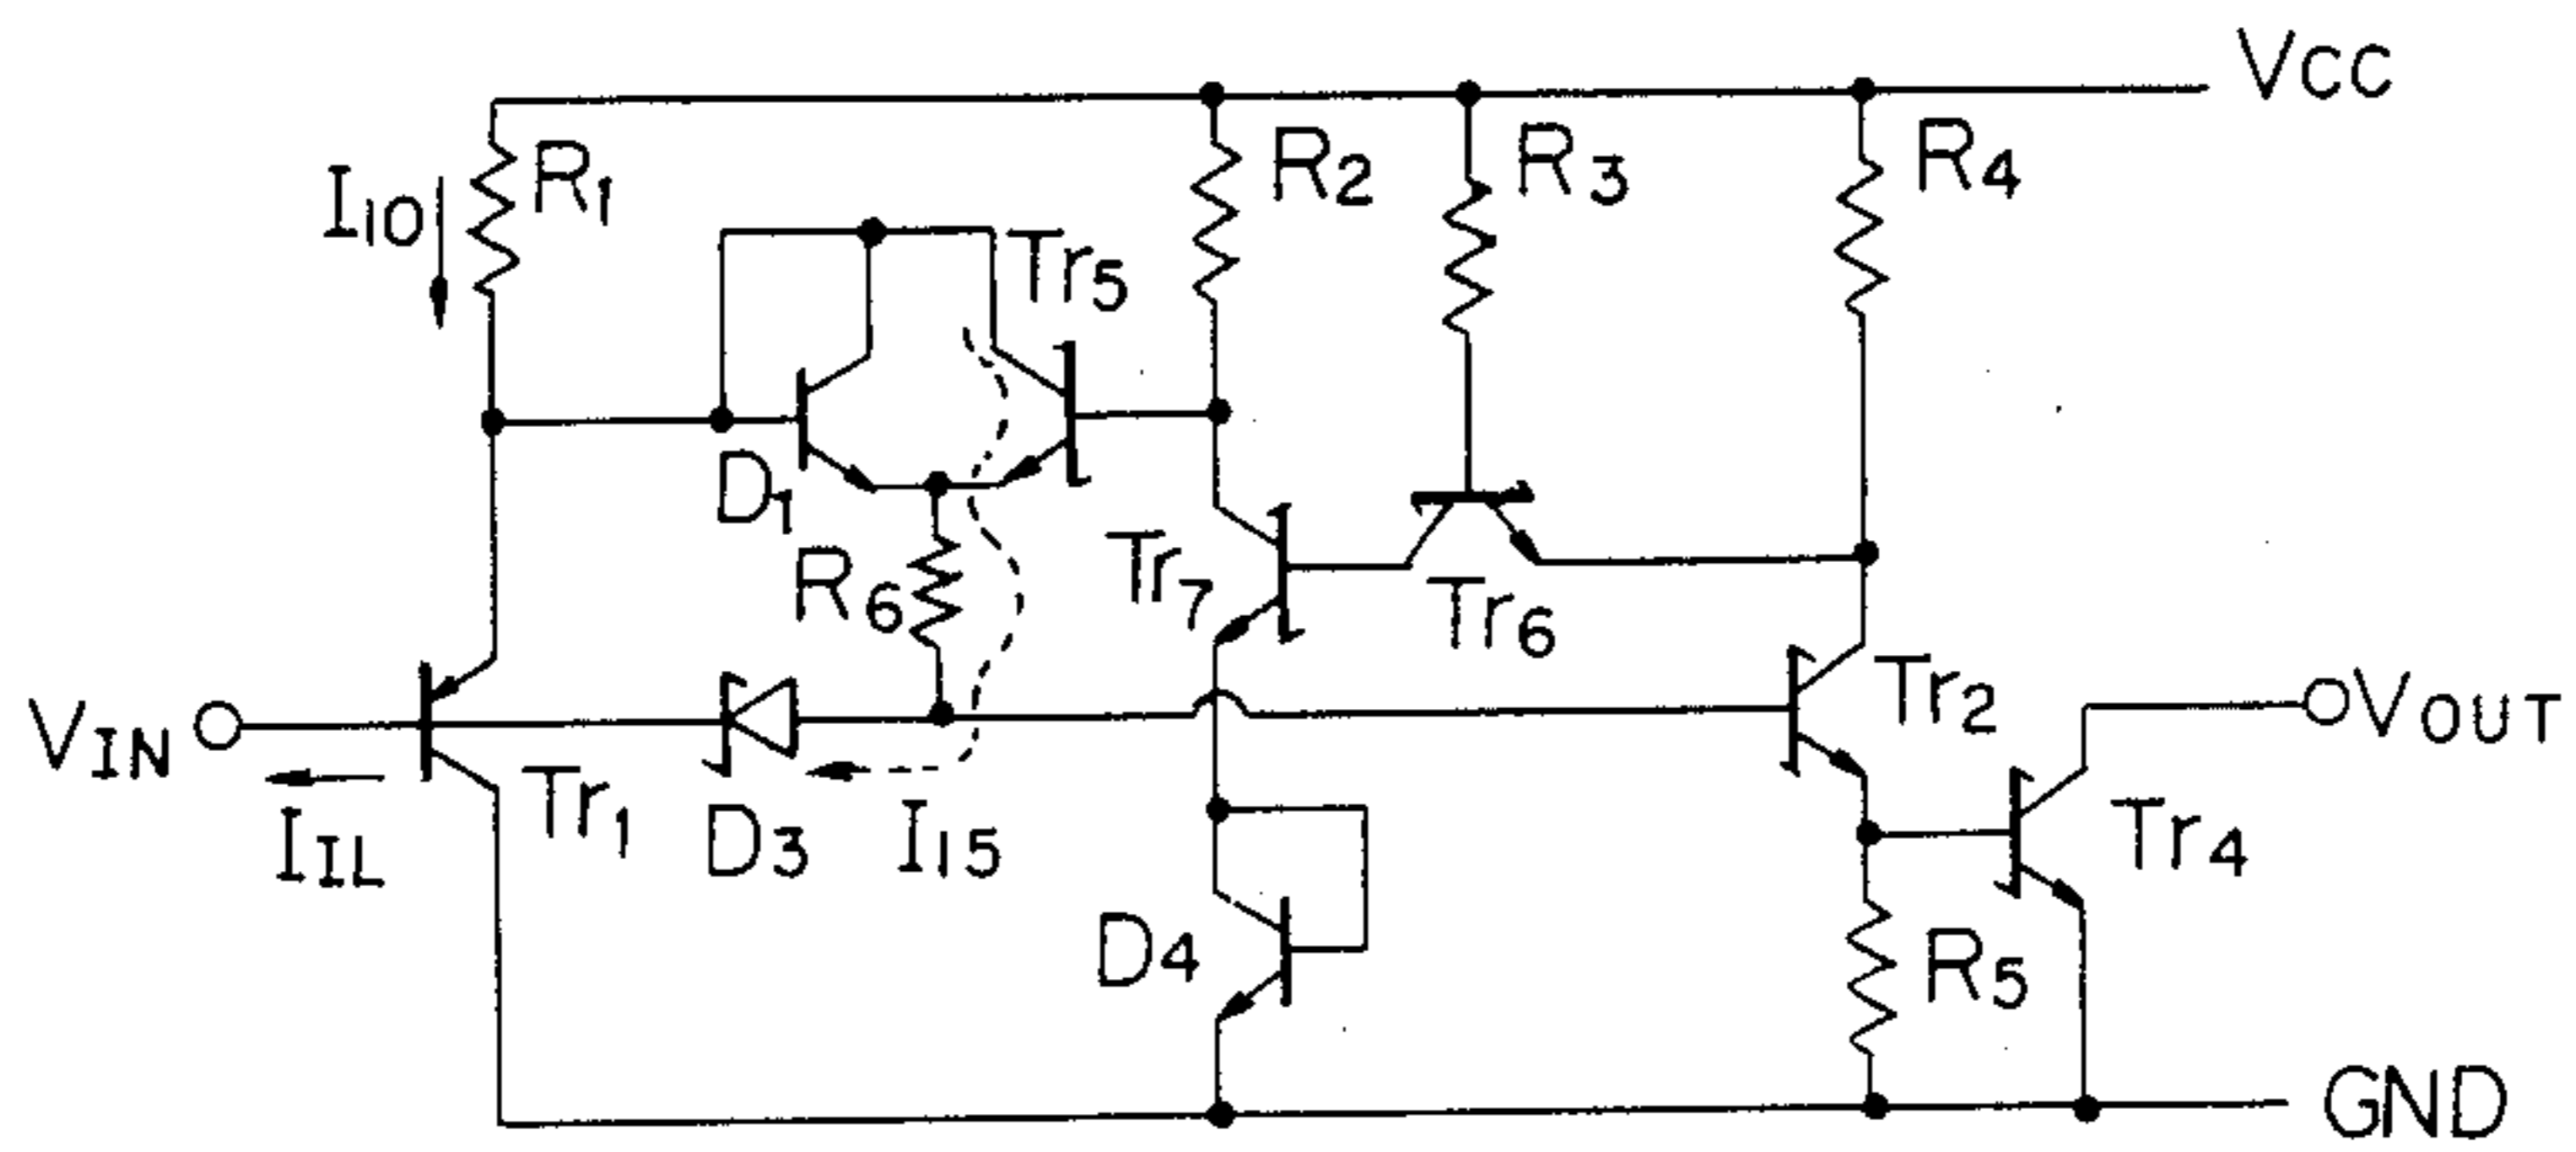 VCC
R1
I10
R2
R3
R4
Tr5
D1
R6
Tr7
Tr6
VIN
IIL
Tr1
D3
I15
Tr2
VOUT
Tr4
D4
R5
GND